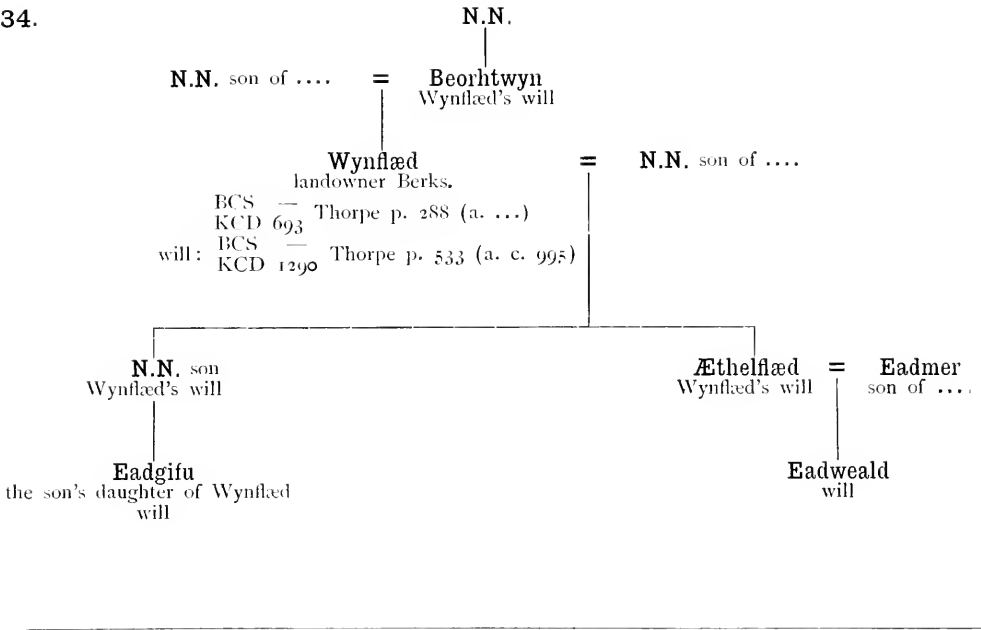 34.
N.N.
N.N. son of .... = Beorhtwyn
Wynflæd's will
Wynflæd = N.N. son of ....
landowner Berks.
BCS —
KCD 693 Thorpe p. 288 (a. ...)
will: BCS —
KCD 1290 Thorpe p. 533 (a. c. 995)
N.N. son
Wynflæd's will
Æthelflæd = Eadmer
Wynflæd's will son of ....
Eadgifu
the son's daughter of Wynflæd
will
Eadweald
will